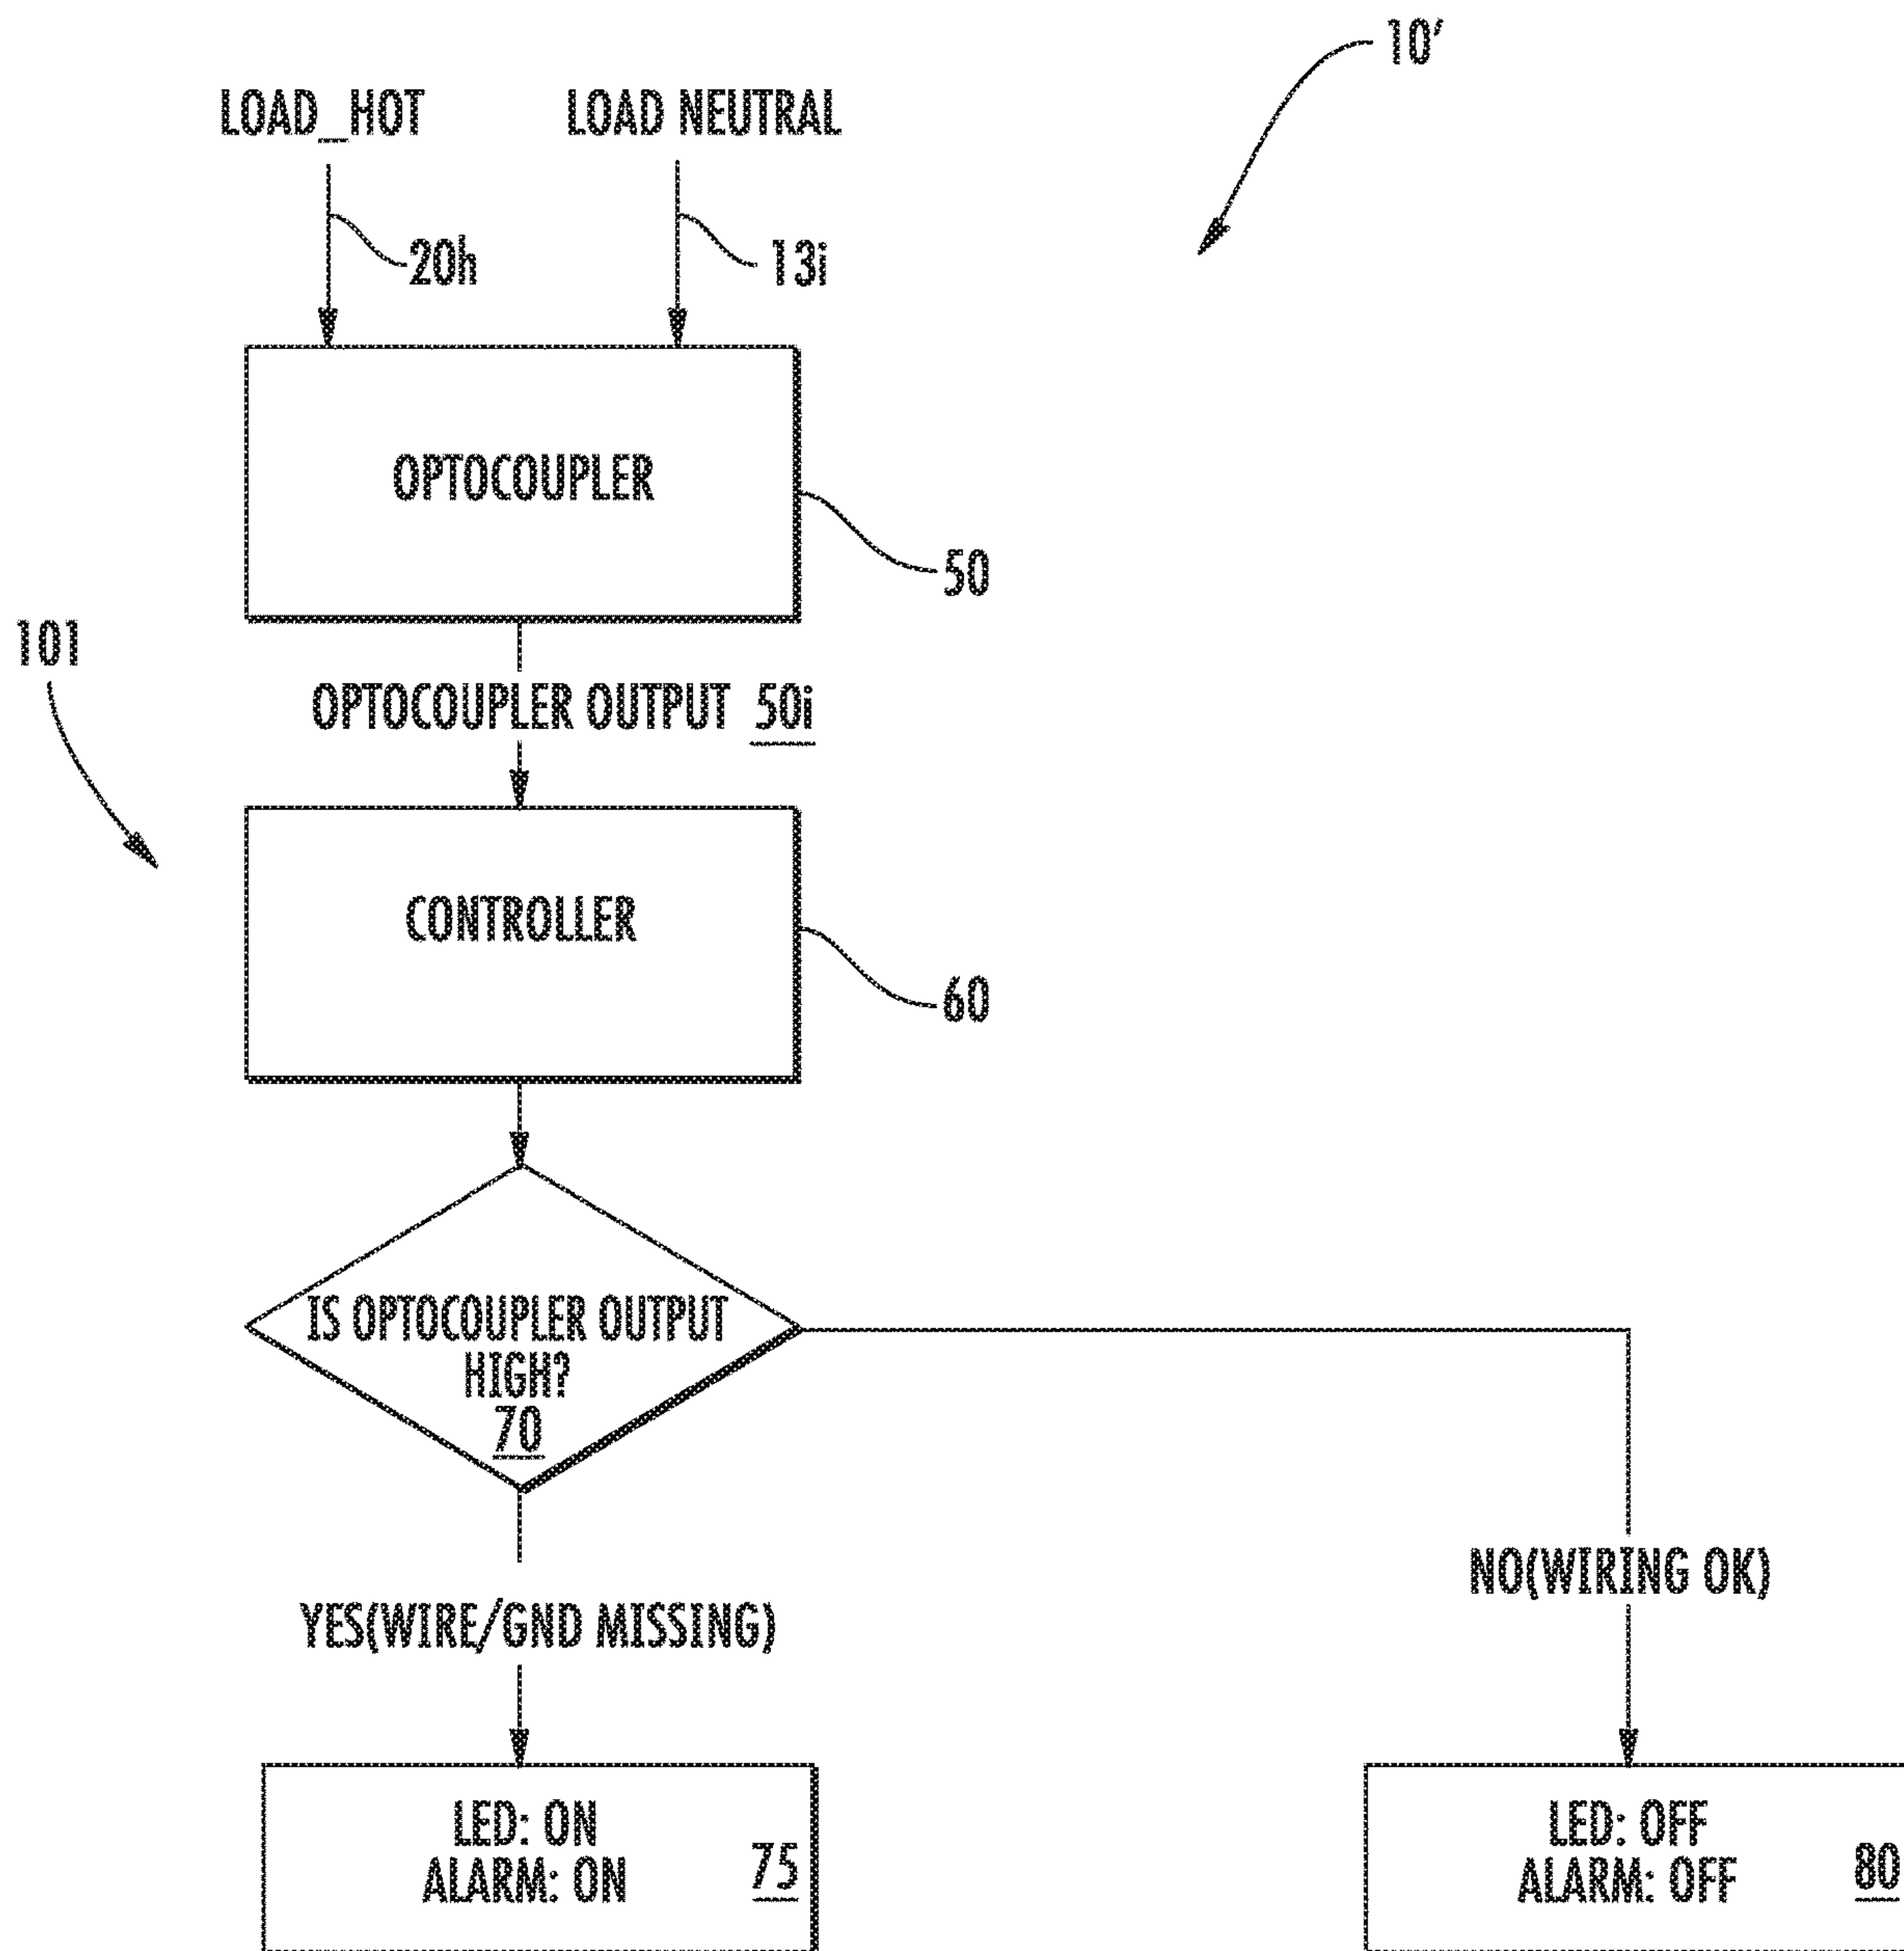 10'
LOAD_HOT
LOAD NEUTRAL
20h
13i
OPTOCOUPLER
50
101
OPTOCOUPLER OUTPUT 50i
CONTROLLER
60
IS OPTOCOUPLER OUTPUT
HIGH?
70
NO(WIRING OK)
YES(WIRE/GND MISSING)
LED: ON
ALARM: ON
75
LED: OFF
ALARM: OFF
80